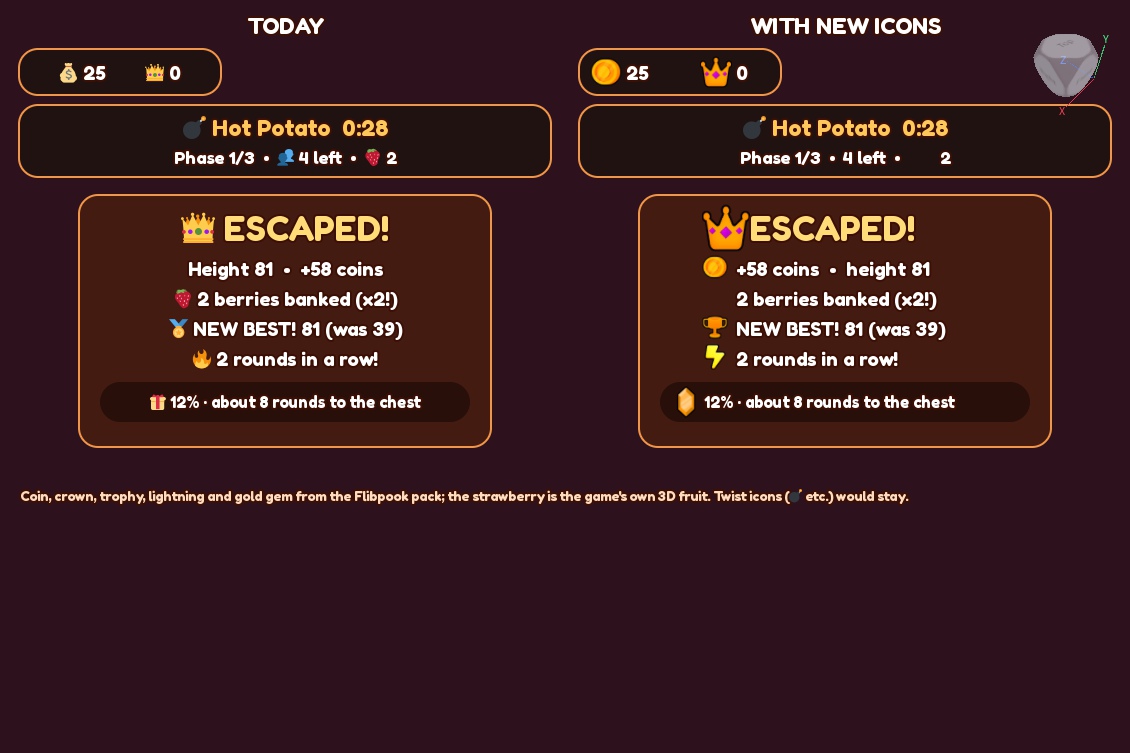 TODAY
25 0
Hot Potato 0:28
Phase 1/3 • 4 left • 2
ESCAPED!
Height 81 • +58 coins
2 berries banked (x2!)
NEW BEST! 81 (was 39)
2 rounds in a row!
12% · about 8 rounds to the chest
WITH NEW ICONS
25 0
Hot Potato 0:28
Phase 1/3 • 4 left • 2
ESCAPED!
+58 coins • height 81
2 berries banked (x2!)
NEW BEST! 81 (was 39)
2 rounds in a row!
12% · about 8 rounds to the chest
Y
Z
X
Coin, crown, trophy, lightning and gold gem from the Flibpook pack; the strawberry is the game's own 3D fruit. Twist icons (💣 etc.) would stay.